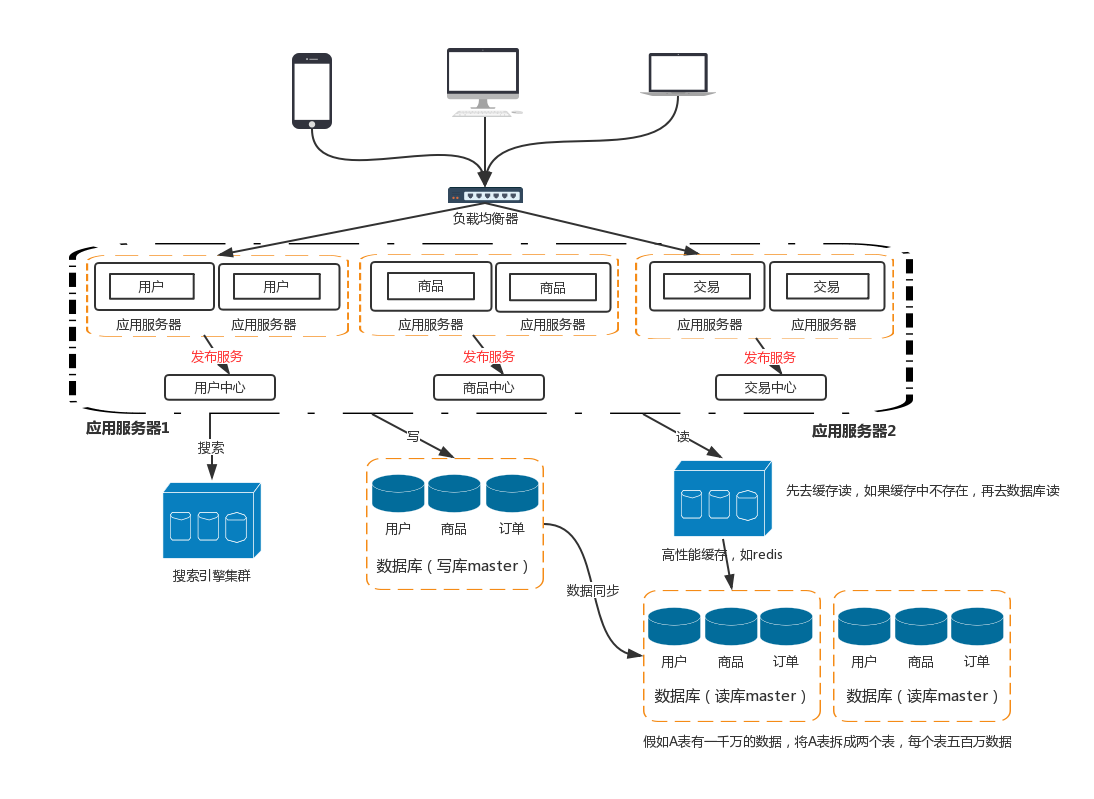 负载均衡器
用户
用户
商品
商品
交易
交易
应用服务器
应用服务器
应用服务器
应用服务器
应用服务器
应用服务器
发布服务
发布服务
发布服务
用户中心
商品中心
交易中心
应用服务器1
应用服务器2
搜索
写
读
先去缓存读，如果缓存中不存在，再去数据库读
用户
商品
订单
数据库（写库master）
高性能缓存，如redis
搜索引擎集群
数据同步
用户
商品
订单
用户
商品
订单
数据库（读库master）
数据库（读库master）
假如A表有一千万的数据，将A表拆成两个表，每个表五百万数据